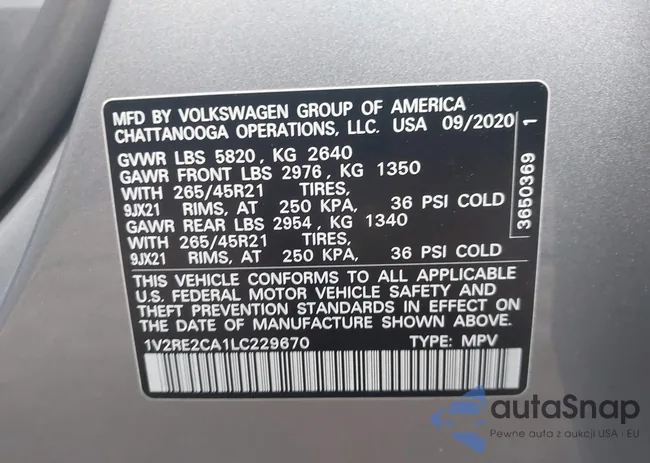 MFD BY VOLKSWAGEN GROUP OF AMERICA
CHATTANOOGA OPERATIONS, LLC. USA 09/2020
GVWR LBS 5820, KG 2640
GAWR FRONT LBS 2976, KG 1350
WITH 265/45R21 TIRES,
9JX21 RIMS, AT 250 KPA, 36 PSI COLD
GAWR REAR LBS 2954, KG 1340
WITH 265/45R21 TIRES,
9JX21 RIMS, AT 250 KPA, 36 PSI COLD
THIS VEHICLE CONFORMS TO ALL APPLICABLE
U.S. FEDERAL MOTOR VEHICLE SAFETY AND
THEFT PREVENTION STANDARDS IN EFFECT ON
THE DATE OF MANUFACTURE SHOWN ABOVE.
1V2RE2CA1LC229670 TYPE: MPV
3650369 1
autaSnap
Pewne auta z aukcji USA · EU